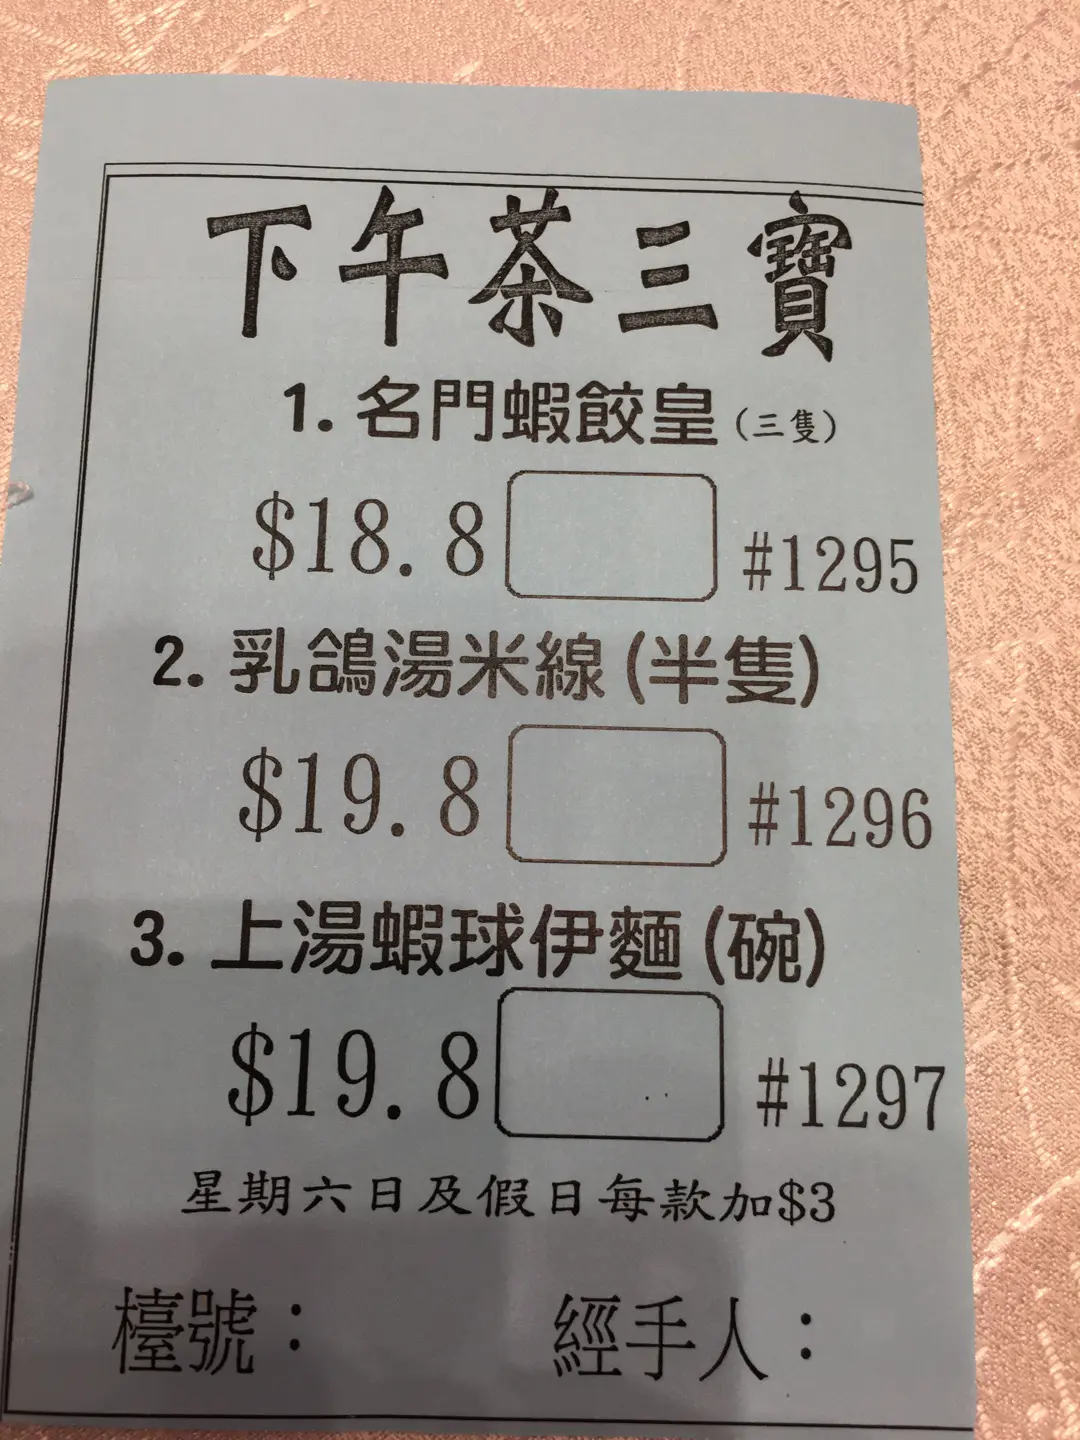 下午茶三寶
1. 名門蝦餃皇 (三隻)
$18.8 #1295
2. 乳鴿湯米線 (半隻)
$19.8 #1296
3. 上湯蝦球伊麵 (碗)
$19.8 #1297
星期六日及假日每款加$3
檯號： 經手人：